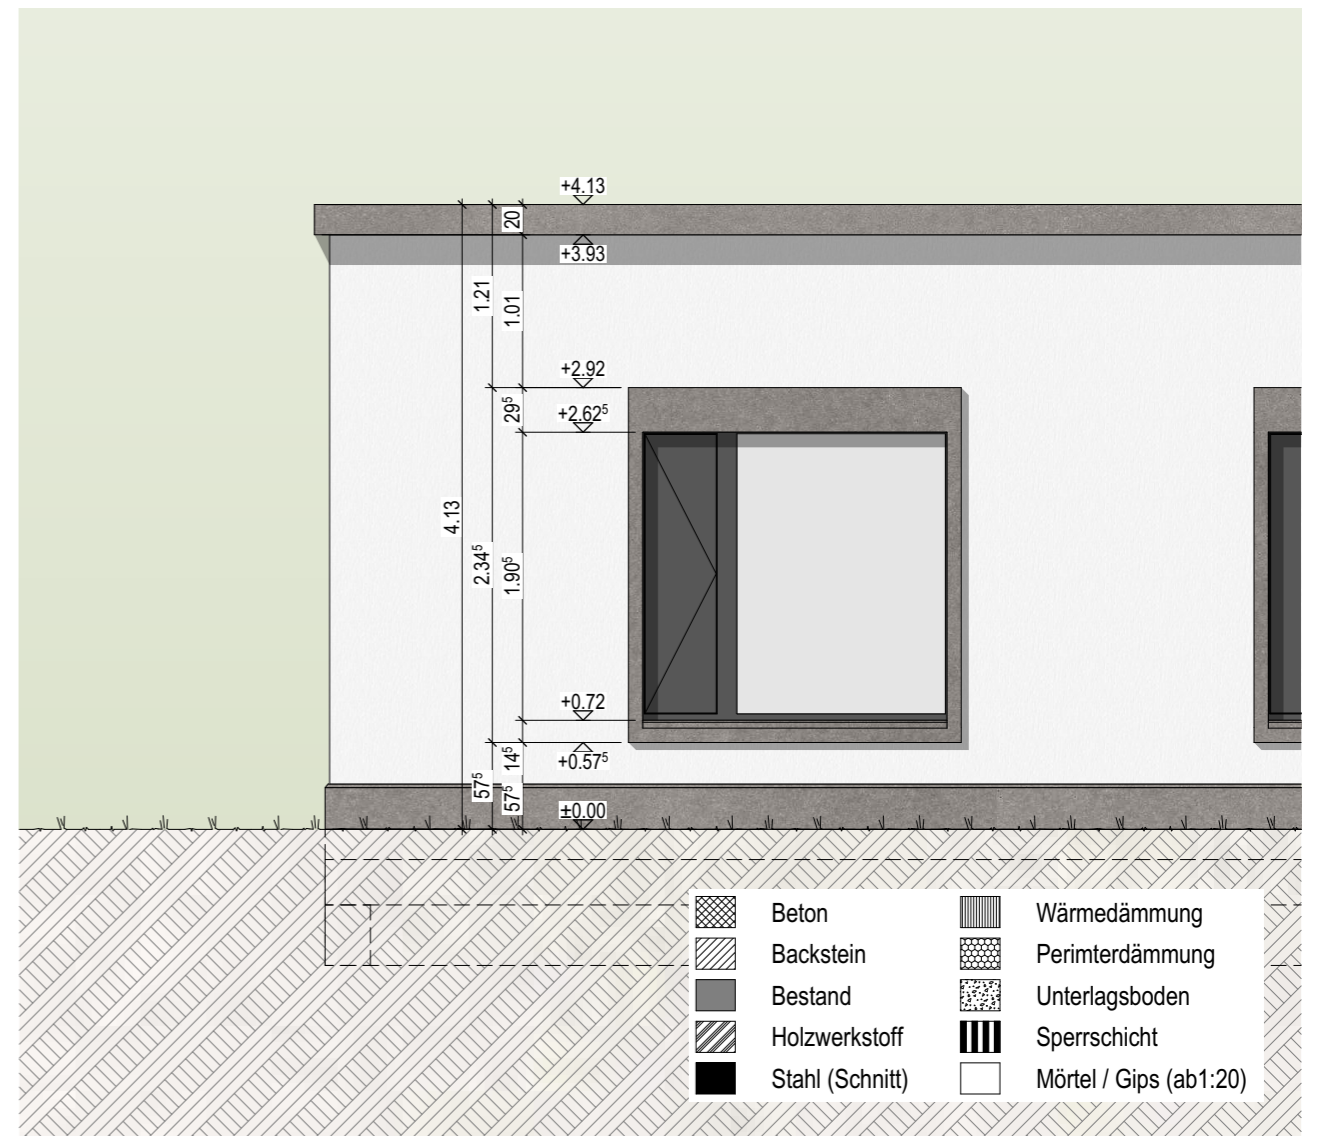 +4.13
20
+3.93
1.21
1.01
+2.92
29⁵
+2.62⁵
4.13
2.34⁵
1.90⁵
+0.72
14⁵
+0.57⁵
57⁵
57⁵
±0.00
Beton
Wärmedämmung
Backstein
Perimterdämmung
Bestand
Unterlagsboden
Holzwerkstoff
Sperrschicht
Stahl (Schnitt)
Mörtel / Gips (ab1:20)